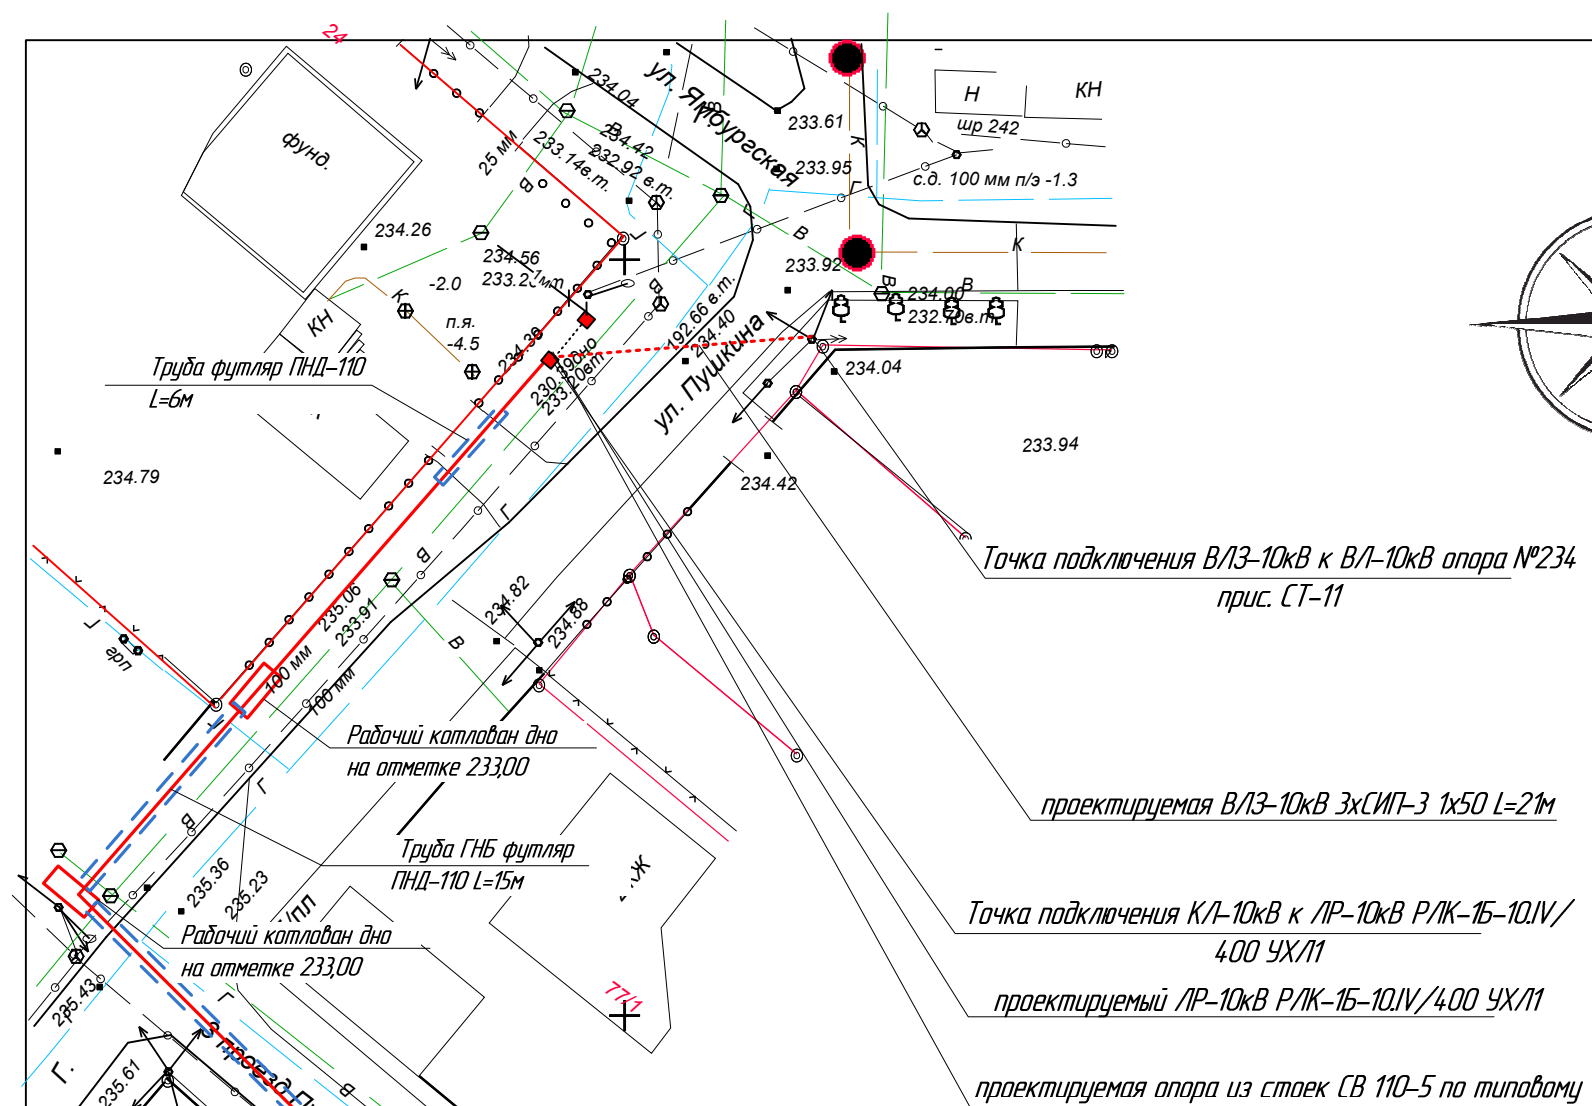 24
ул. Ямбургская
234.04
233.61
Н
КН
шр 242
В
К
фунд.
25 мм
234.42
233.14в.т.
232.92 в.т.
233.95
с.д. 100 мм п/э -1.3
Г
В
В
234.26
234.56
-2.0
К
К
233.92
В
В
234.00
п.я.
-4.5
КН
234.30
192.66 в.т.
234.40
ул. Пушкина
233.20вт
234.04
Труба футляр ПНД-110
L=6м
233.94
234.79
234.42
Г
В
Точка подключения ВЛЗ-10кВ к ВЛ-10кВ опора №234
прис. СТ-11
235.06
233.91
234.82
234.88
В
грп
100 мм
100 мм
Рабочий котлован дно
на отметке 233,00
Г
В
проектируемая ВЛЗ-10кВ 3хСИП-3 1х50 L=21м
Труба ГНБ футляр
ПНД-110 L=15м
235.36
235.23
Ж
Рабочий котлован дно
на отметке 233,00
Точка подключения КЛ-10кВ к ЛР-10кВ РЛК-1Б-10.IV/
400 УХЛ1
235.43
77/1
проектируемый ЛР-10кВ РЛК-1Б-10.IV/400 УХЛ1
Г
Г.
235.61
В
проектируемая опора из стоек СВ 110-5 по типовому